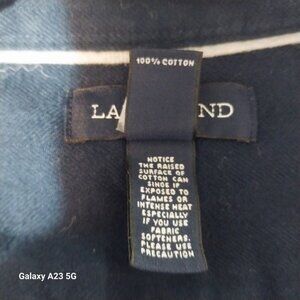 100% COTTON
LA ND
NOTICE
THE RAISED
SURFACE OF
COTTON CAN
SINGE IF
EXPOSED TO
FLAMES OR
INTENSE HEAT
ESPECIALLY
IF YOU USE
FABRIC
SOFTENERS.
PLEASE USE
PRECAUTION
Galaxy A23 5G